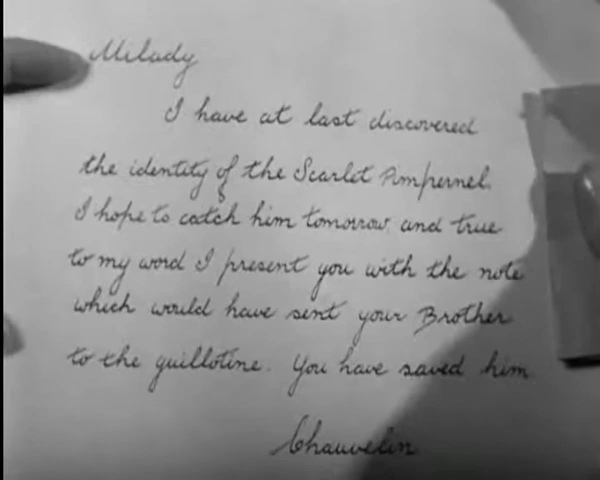 Milady
I have at last discovered
the identity of the Scarlet Pimpernel.
I hope to catch him tomorrow, and true
to my word I present you with the note
which would have sent your Brother
to the guillotine. You have saved him
Chauvelin